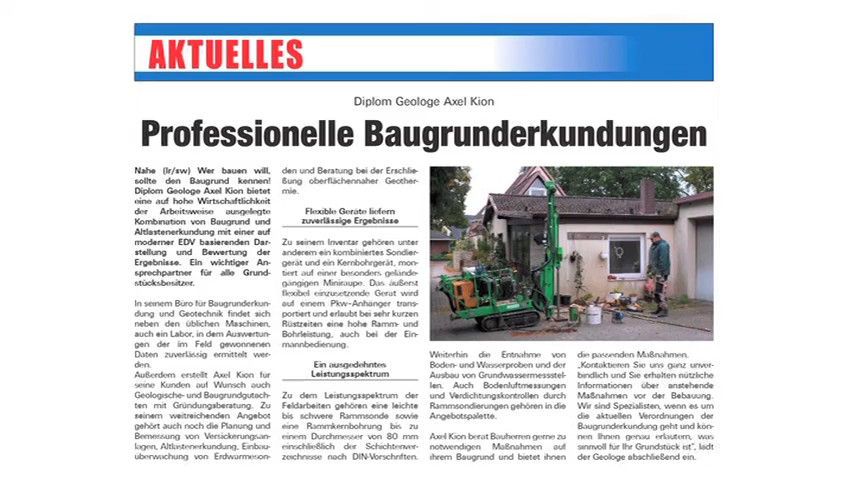 AKTUELLES
Diplom Geologe Axel Kion
Professionelle Baugrunderkundungen
Nahe (lr/sw) Wer bauen will,
sollte den Baugrund kennen!
Diplom Geologe Axel Kion bietet
eine auf hohe Wirtschaftlichkeit
der Arbeitsweise ausgelegte
Kombination von Baugrund und
Altlastenerkundung mit einer auf
moderner EDV basierenden Dar-
stellung und Bewertung der
Ergebnisse. Ein wichtiger An-
sprechpartner für alle Grund-
stücksbesitzer.
In seinem Büro für Baugrunderkun-
dung und Geotechnik findet sich
neben den üblichen Maschinen,
auch ein Labor, in dem Auswertun-
gen der im Feld gewonnenen
Daten zuverlässig ermittelt wer-
den.
Außerdem erstellt Axel Kion für
seine Kunden auf Wunsch auch
Geologische- und Baugrundgutach-
ten mit Gründungsberatung. Zu
seinem weitreichenden Angebot
gehört auch noch die Planung und
Bemessung von Versickerungsan-
lagen, Altlastenerkundung, Einbau-
überwachung von Erdwärmeson-
den und Beratung bei der Erschlie-
ßung oberflächennaher Geother-
mie.
Flexible Geräte liefern
zuverlässige Ergebnisse
Zu seinem Inventar gehören unter
anderem ein kombiniertes Sondier-
gerät und ein Kernbohrgerät, mon-
tiert auf einer besonders gelände-
gängigen Miniraupe. Das äußerst
flexibel einzusetzende Gerät wird
auf einem Pkw-Anhänger trans-
portiert und erlaubt bei sehr kurzen
Rüstzeiten eine hohe Ramm- und
Bohrleistung, auch bei der Ein-
mannbedienung.
Ein ausgedehntes
Leistungsspektrum
Zu dem Leistungsspektrum der
Feldarbeiten gehören eine leichte
bis schwere Rammsonde sowie
eine Rammkernbohrung bis zu
einem Durchmesser von 80 mm
einschließlich der Schichtenver-
zeichnisse nach DIN-Vorschriften.
Weiterhin die Entnahme von
Boden- und Wasserproben und der
Ausbau von Grundwassermessstel-
len. Auch Bodenluftmessungen
und Verdichtungskontrollen durch
Rammsondierungen gehören in die
Angebotspalette.
Axel Kion berät Bauherren gerne zu
notwendigen Maßnahmen auf
ihrem Baugrund und bietet ihnen
die passenden Maßnahmen.
„Kontaktieren Sie uns ganz unver-
bindlich und Sie erhalten nützliche
Informationen über anstehende
Maßnahmen vor der Bebauung.
Wir sind Spezialisten, wenn es um
die aktuellen Verordnungen der
Baugrunderkundung geht und kön-
nen Ihnen genau erläutern, was
sinnvoll für Ihr Grundstück ist", lädt
der Geologe abschließend ein.